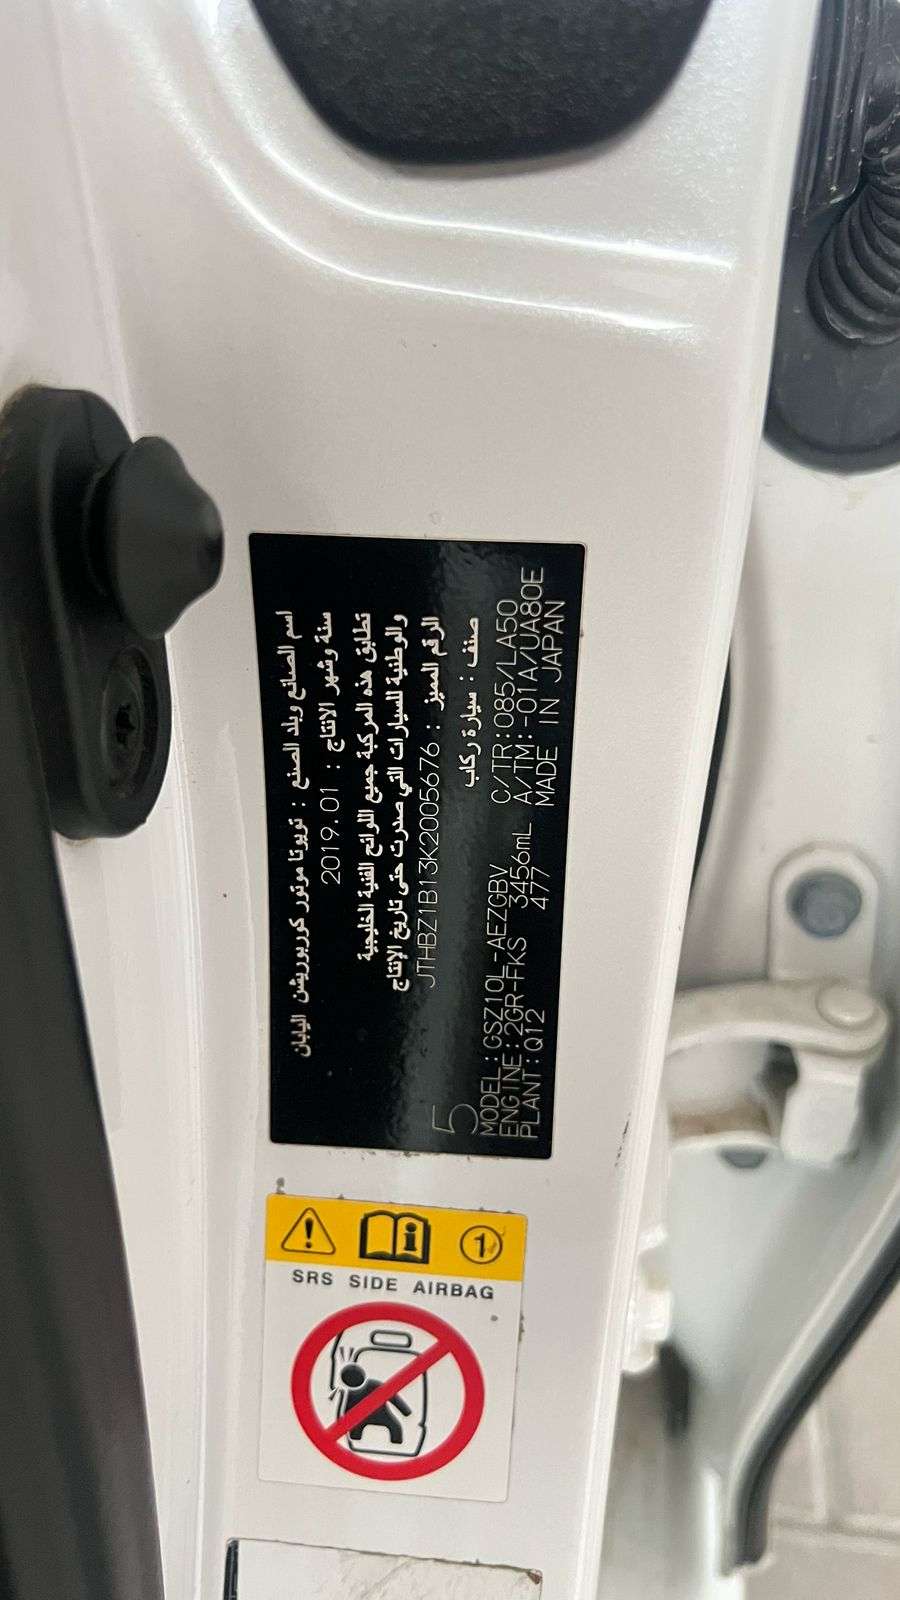 اسم الصانع وبلد الصنع : تويوتا موتور كوربوريشن اليابان
سنة وشهر الانتاج : 2019.01
تطابق هذه المركبة جميع اللوائح الفنية الخليجية
والوطنية للسيارات التي صدرت حتى تاريخ الإنتاج
الرقم المميز : JTHBZ1B13K2005676
صنف : سيارة ركاب
5
MODEL:GSZ10L-AEZGBV C/TR:085/LA50
ENGINE:2GR-FKS 3456mL A/TM:-01A/UA80E
PLANT:Q12 477 MADE IN JAPAN
SRS SIDE AIRBAG